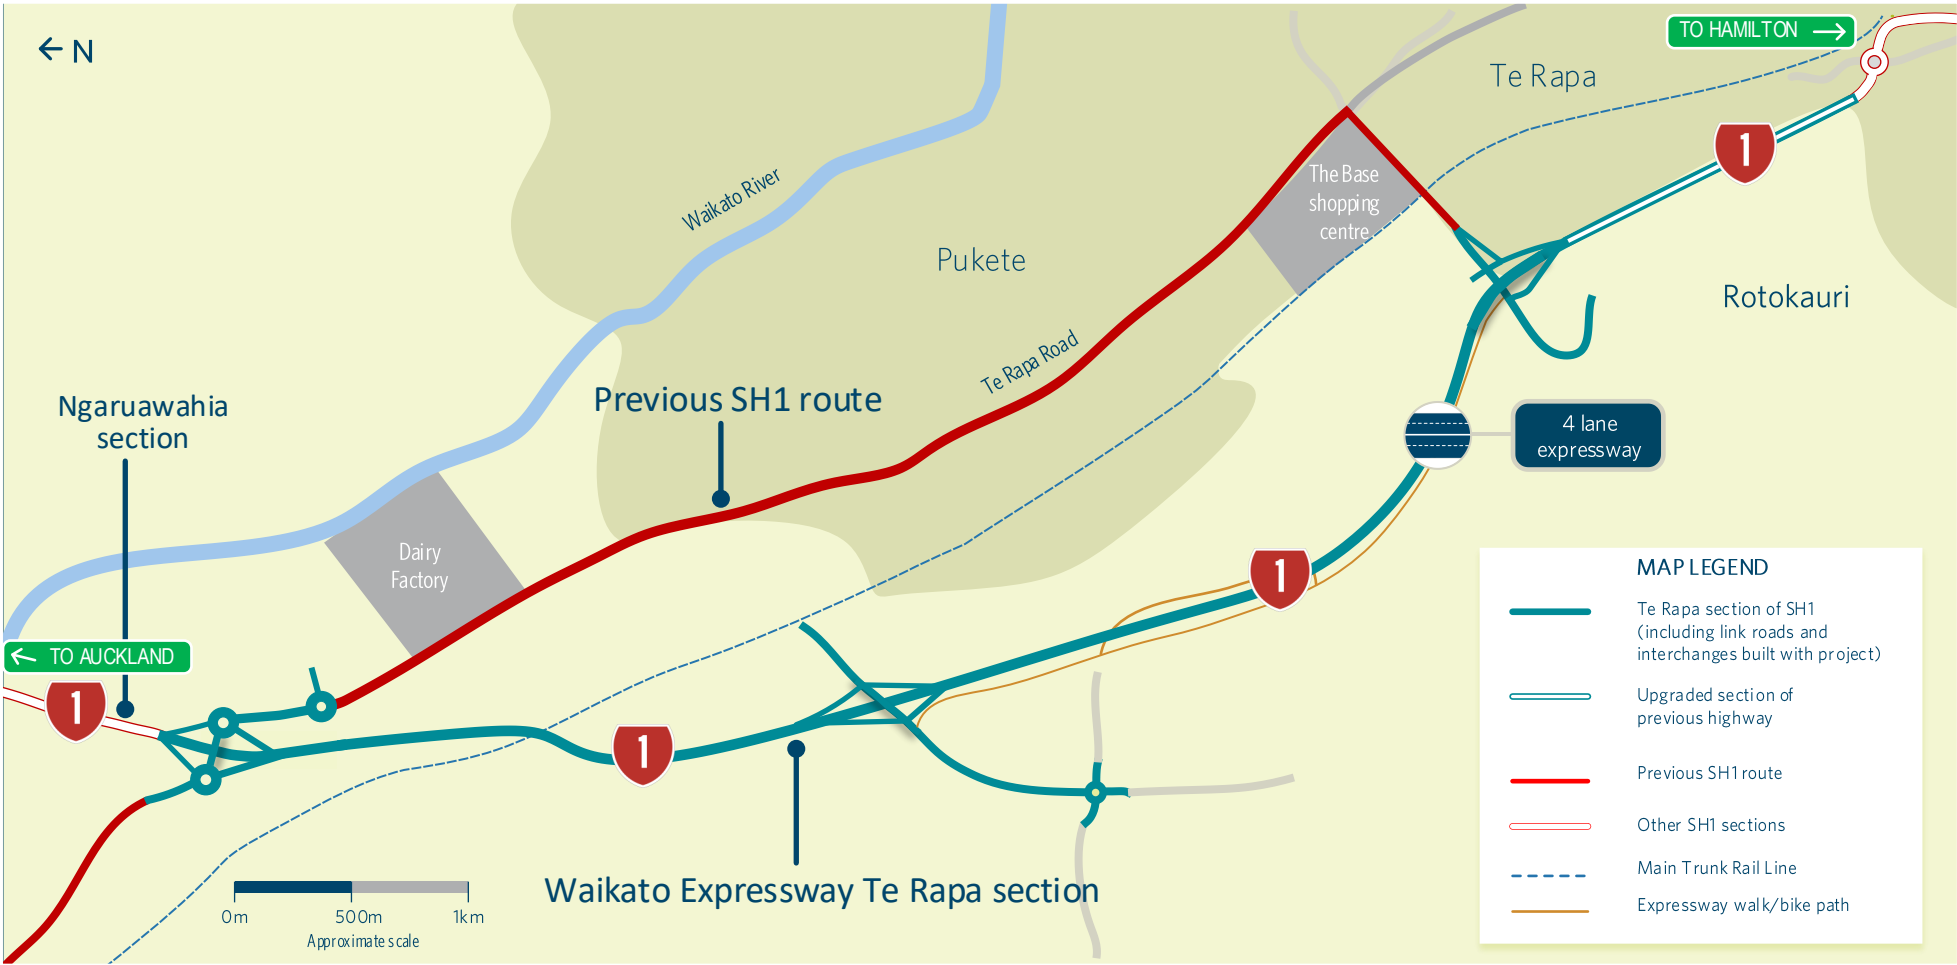 N
TO HAMILTON
Te Rapa
1
The Base
shopping
centre
Waikato River
Pukete
Rotokauri
Te Rapa Road
Previous SH1 route
Ngaruawahia
section
4 lane
expressway
Dairy
Factory
1
TO AUCKLAND
1
1
Waikato Expressway Te Rapa section
0m
500m
1km
Approximate scale
MAP LEGEND
Te Rapa section of SH1
(including link roads and
interchanges built with project)
Upgraded section of
previous highway
Previous SH1 route
Other SH1 sections
Main Trunk Rail Line
Expressway walk/bike path